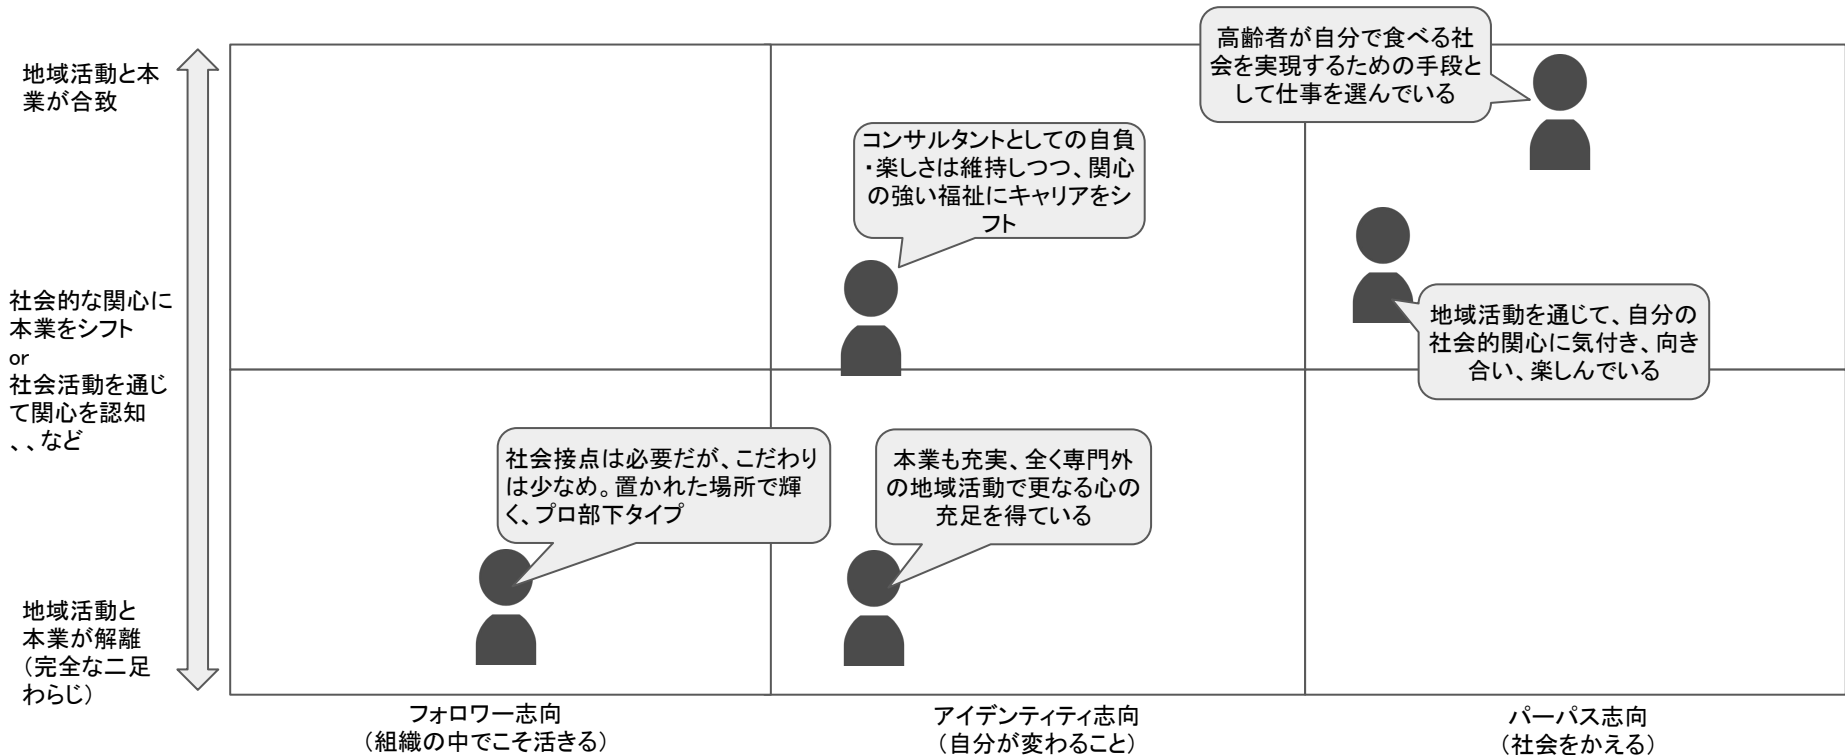 高齢者が自分で食べる社
会を実現するための手段と
して仕事を選んでいる
地域活動と本
業が合致
コンサルタントとしての自負
・楽しさは維持しつつ、関心
の強い福祉にキャリアをシ
フト
社会的な関心に
本業をシフト
or
社会活動を通じ
て関心を認知
、、など
地域活動を通じて、自分の
社会的関心に気付き、向き
合い、楽しんでいる
社会接点は必要だが、こだわり
は少なめ。置かれた場所で輝
く、プロ部下タイプ
本業も充実、全く専門外
の地域活動で更なる心の
充足を得ている
地域活動と
本業が解離
（完全な二足
わらじ）
フォロワー志向
（組織の中でこそ活きる）
アイデンティティ志向
（自分が変わること）
パーパス志向
（社会をかえる）